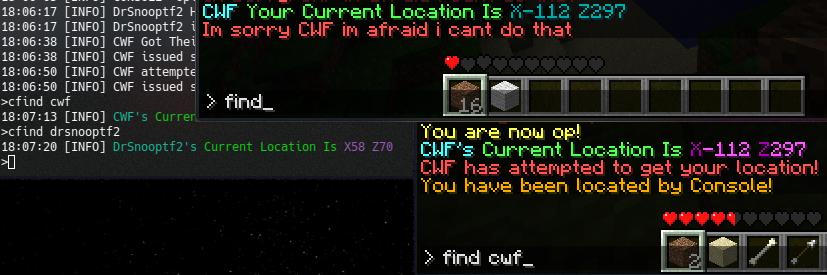 18:06:17 [INFO] DrSnooptf2 H
18:06:17 [INFO] DrSnooptf2 i
18:06:38 [INFO] CWF Got Thei
18:06:38 [INFO] CWF issued s
18:06:50 [INFO] CWF attempte
18:06:50 [INFO] CWF issued s
>cfind cwf
18:07:13 [INFO] CWF's Curren
>cfind drsnooptf2
18:07:20 [INFO] DrSnooptf2's Current Location Is X58 Z70
>
CWF Your Current Location Is X-112 Z297
Im sorry CWF im afraid i cant do that
16
> find_
You are now op!
CWF's Current Location Is X-112 Z297
CWF has attempted to get your location!
You have been located by Console!
2
> find cwf_